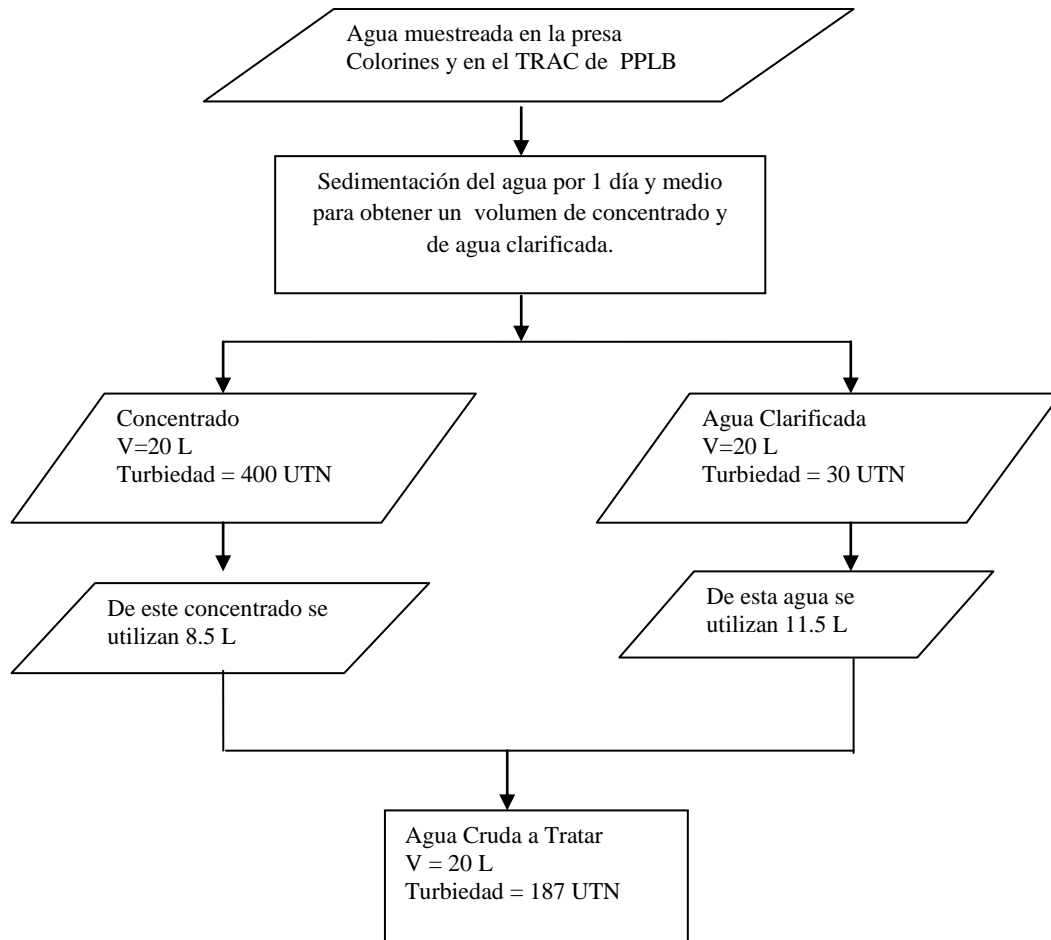 Agua muestreada en la presa
Colorines y en el TRAC de PPLB
Sedimentación del agua por 1 día y medio
para obtener un volumen de concentrado y
de agua clarificada.
Concentrado
V=20 L
Turbiedad = 400 UTN
Agua Clarificada
V=20 L
Turbiedad = 30 UTN
De este concentrado se
utilizan 8.5 L
De esta agua se
utilizan 11.5 L
Agua Cruda a Tratar
V = 20 L
Turbiedad = 187 UTN